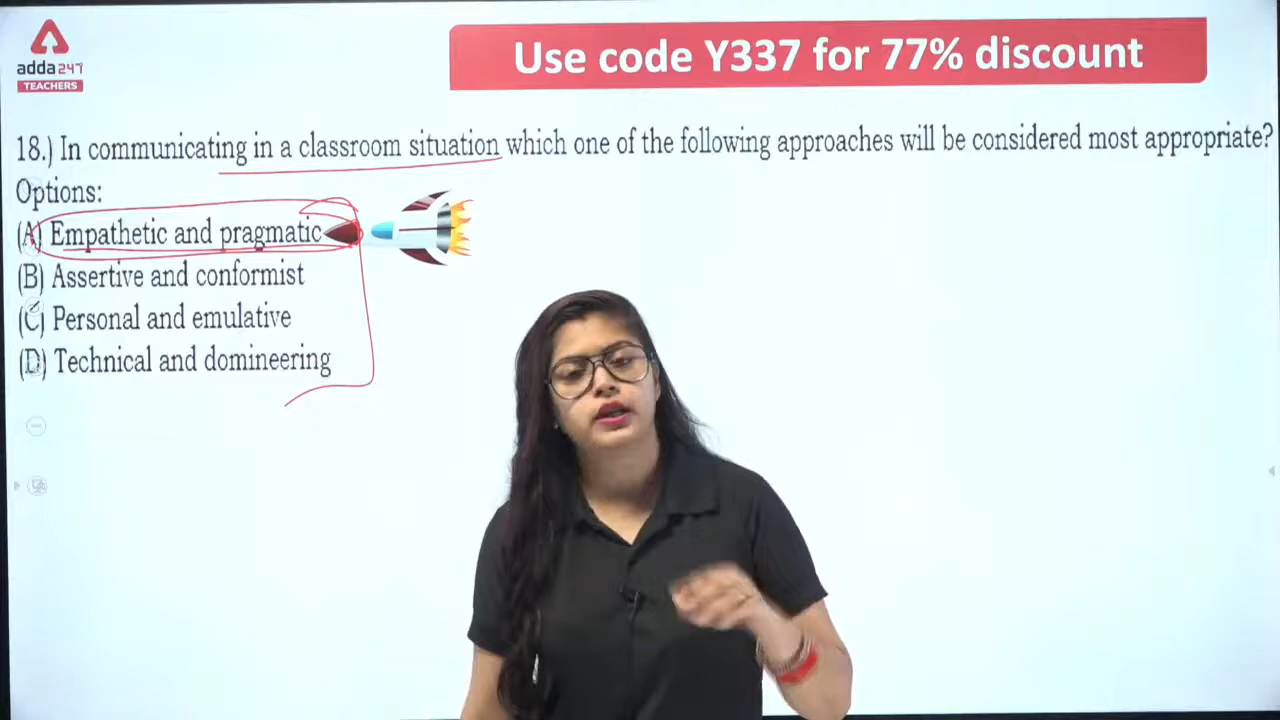 adda247
TEACHERS
Use code Y337 for 77% discount
18.) In communicating in a classroom situation which one of the following approaches will be considered most appropriate?
Options:
(A) Empathetic and pragmatic
(B) Assertive and conformist
(C) Personal and emulative
(D) Technical and domineering